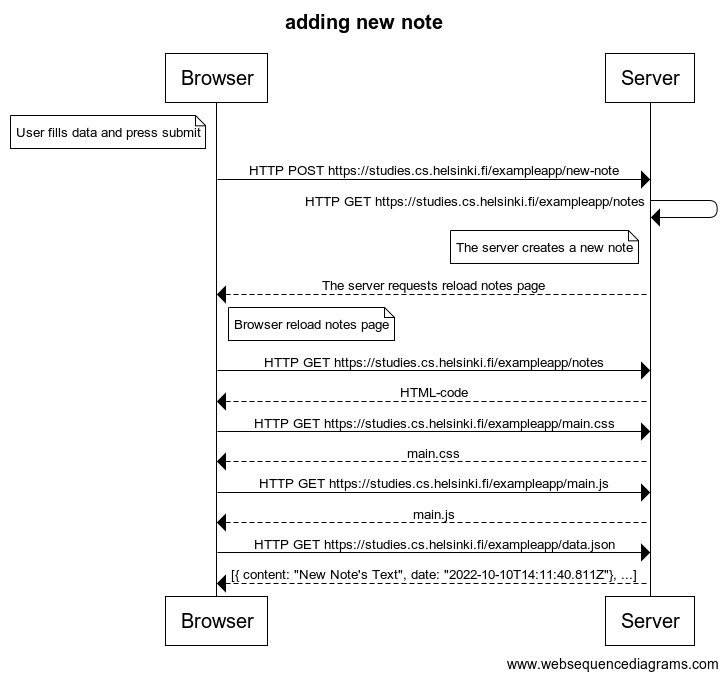 adding new note
Browser
Server
User fills data and press submit
HTTP POST https://studies.cs.helsinki.fi/exampleapp/new-note
HTTP GET https://studies.cs.helsinki.fi/exampleapp/notes
The server creates a new note
The server requests reload notes page
Browser reload notes page
HTTP GET https://studies.cs.helsinki.fi/exampleapp/notes
HTML-code
HTTP GET https://studies.cs.helsinki.fi/exampleapp/main.css
main.css
HTTP GET https://studies.cs.helsinki.fi/exampleapp/main.js
main.js
HTTP GET https://studies.cs.helsinki.fi/exampleapp/data.json
[{ content: "New Note's Text", date: "2022-10-10T14:11:40.811Z"}, ...]
Browser
Server
www.websequencediagrams.com